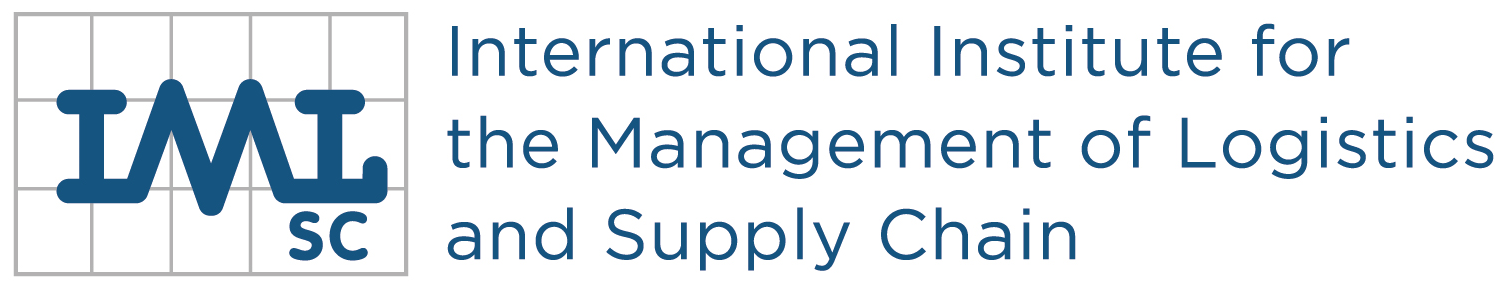 IML
SC
International Institute for
the Management of Logistics
and Supply Chain